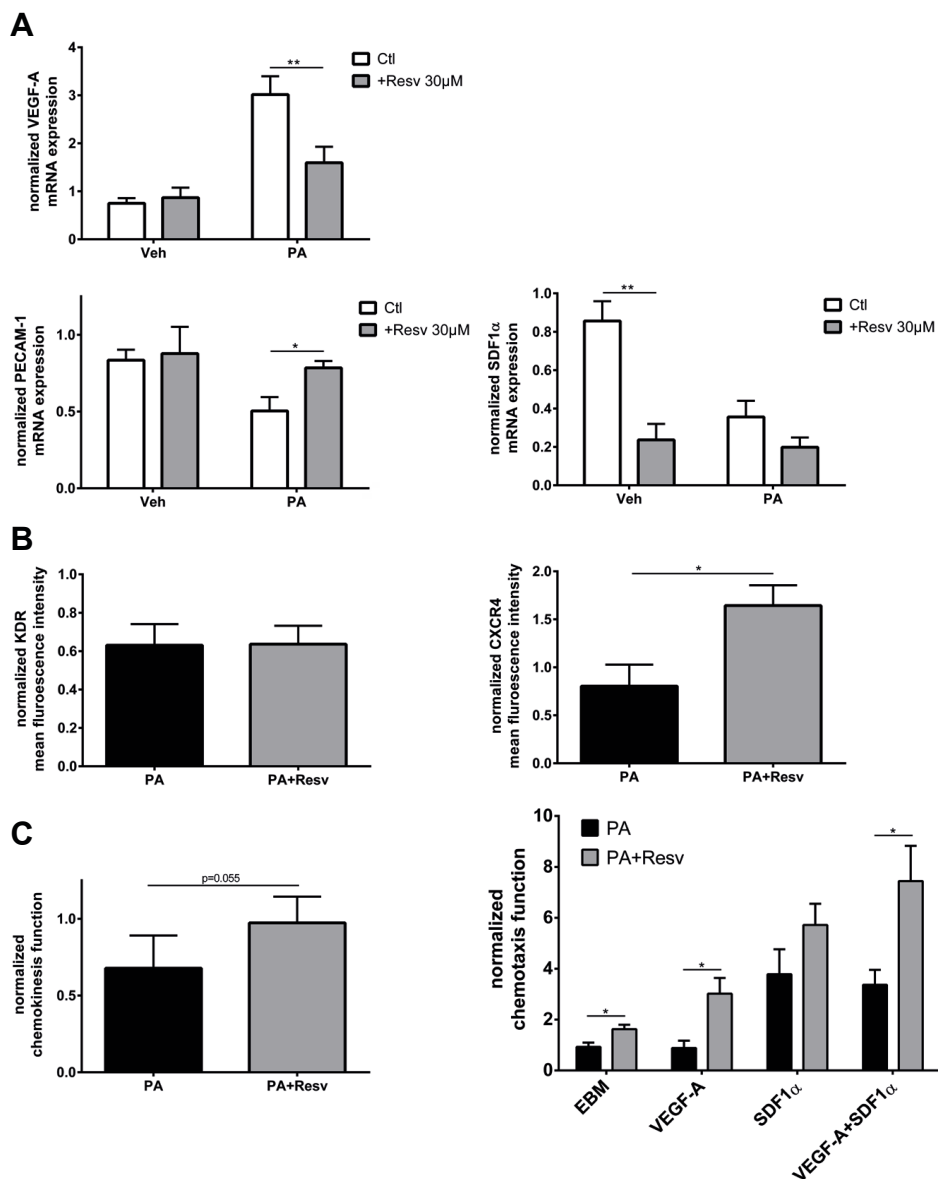 A
normalized VEGF-A
mRNA expression
4
3
2
1
0
**
Ctl
+Resv 30µM
Veh
PA
normalized PECAM-1
mRNA expression
1.0
0.5
0.0
*
Ctl
+Resv 30µM
Veh
PA
normalized SDF1α
mRNA expression
1.0
0.8
0.6
0.4
0.2
0.0
**
Ctl
+Resv 30µM
Veh
PA
B
normalized KDR
mean fluroescence intensity
1.0
0.8
0.6
0.4
0.2
0.0
PA
PA+Resv
normalized CXCR4
mean fluroescence intensity
2.0
1.5
1.0
0.5
0.0
*
PA
PA+Resv
C
normalized
chemokinesis function
1.0
0.5
0.0
p=0.055
PA
PA+Resv
normalized
chemotaxis function
10
8
6
4
2
0
PA
PA+Resv
*
*
*
EBM
VEGF-A
SDF1α
VEGF-A+SDF1α